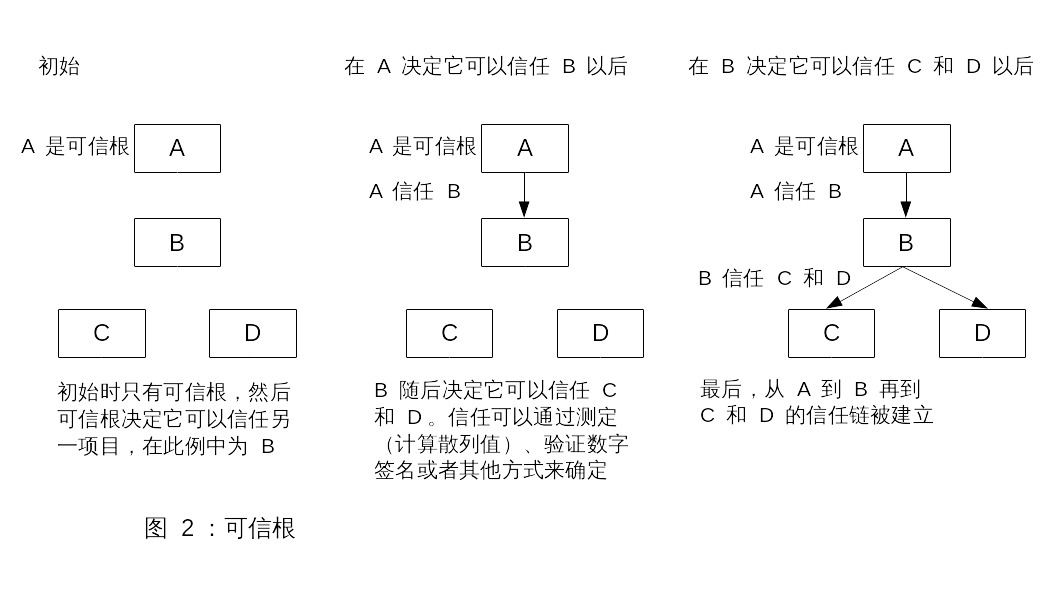 初始
A 是可信根
A
B
C
D
初始时只有可信根，然后
可信根决定它可以信任另
一项目，在此例中为 B
在 A 决定它可以信任 B 以后
A 是可信根
A
A 信任 B
B
C
D
B 随后决定它可以信任 C
和 D。信任可以通过测定
（计算散列值）、验证数字
签名或者其他方式来确定
在 B 决定它可以信任 C 和 D 以后
A 是可信根
A
A 信任 B
B
B 信任 C 和 D
C
D
最后，从 A 到 B 再到
C 和 D 的信任链被建立
图 2：可信根